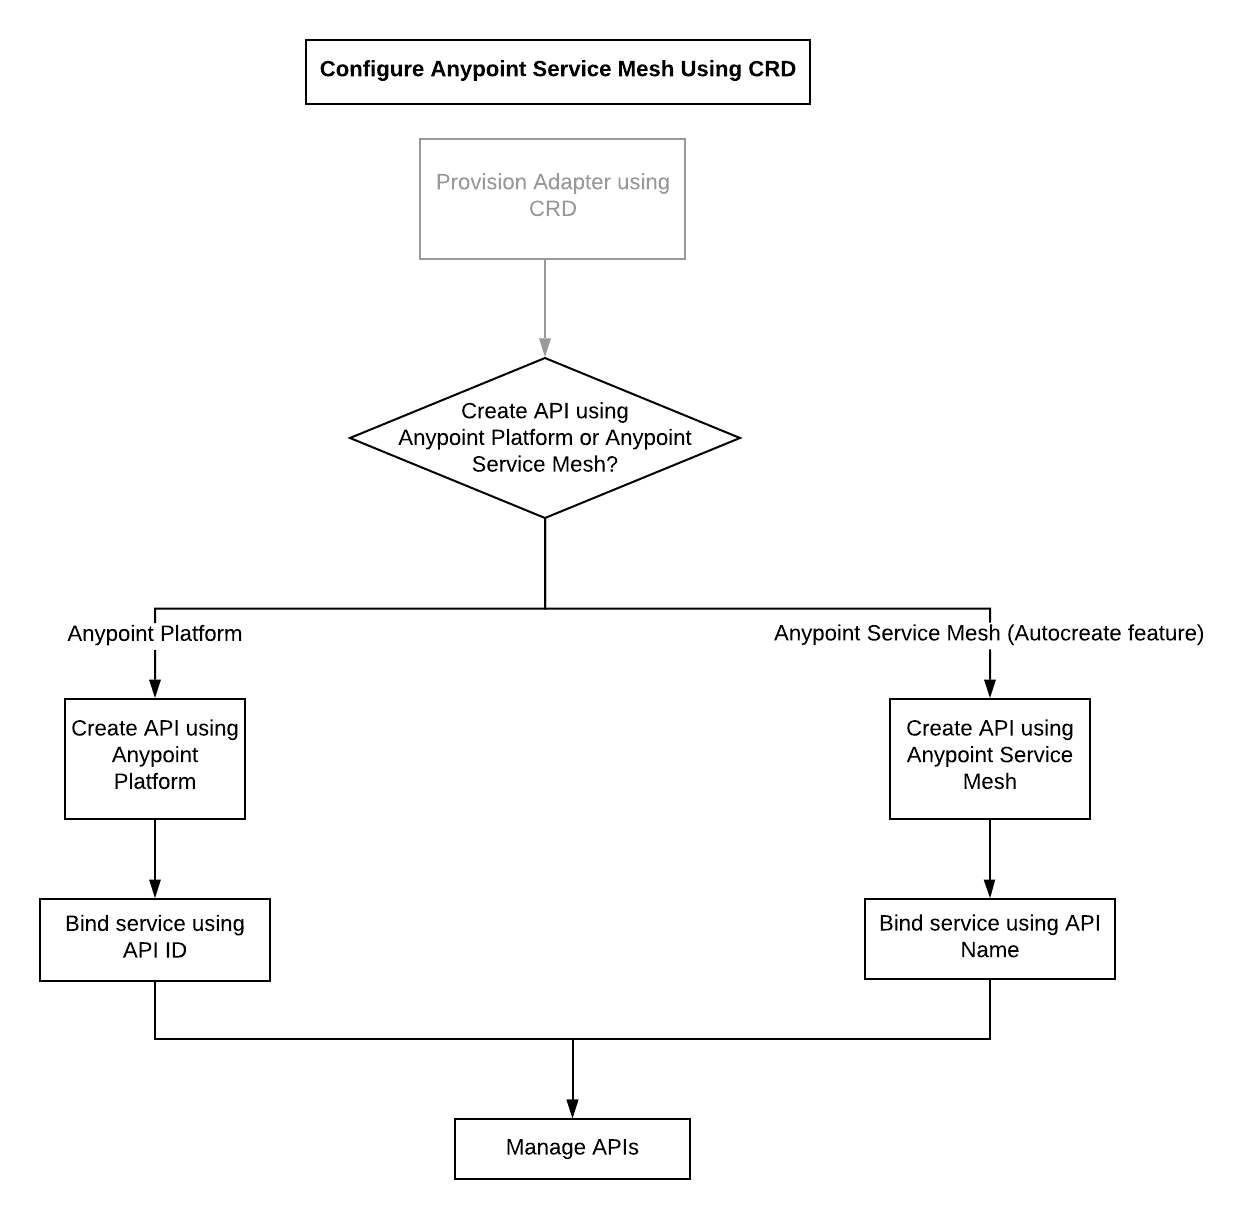 Configure Anypoint Service Mesh Using CRD
Provision Adapter using
CRD
Create API using
Anypoint Platform or Anypoint
Service Mesh?
Anypoint Platform
Anypoint Service Mesh (Autocreate feature)
Create API using
Anypoint
Platform
Create API using
Anypoint Service
Mesh
Bind service using
API ID
Bind service using API
Name
Manage APIs